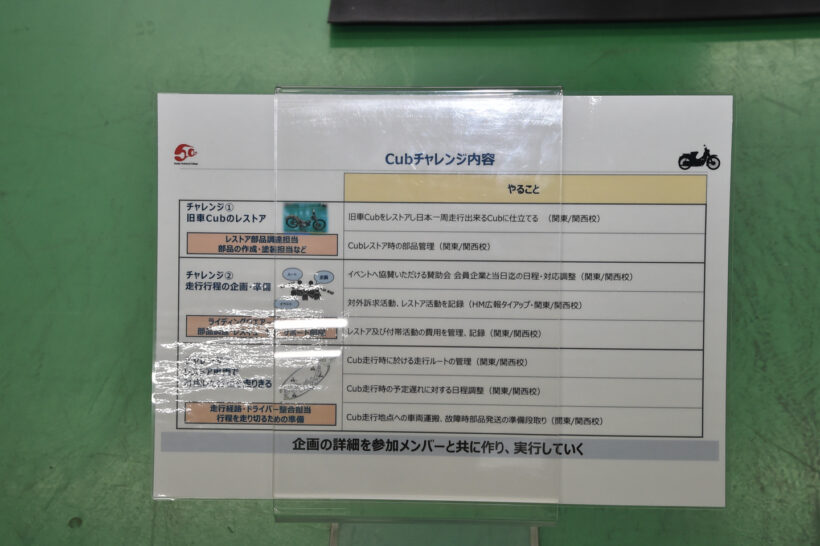 Cubチャレンジ内容
やること
チャレンジ①
旧車Cubのレストア
レストア部品調達担当
部品の作成・塗装担当など
旧車Cubをレストアし日本一周走行出来るCubに仕立てる (関東/関西校)
Cubレストア時の部品管理 (関東/関西校)
チャレンジ②
走行行程の企画・準備
イベントへ協賛いただける賛助会 会員企業と当日迄の日程・対応調整 (関東/関西校)
対外訴求活動、レストア活動を記録 (HM広報タイアップ・関東/関西校)
レストア及び付帯活動の費用を管理、記録 (関東/関西校)
チャレンジ
走りきる
走行経路・ドライバー整合担当
行程を走り切るための準備
Cub走行時に於ける走行ルートの管理 (関東/関西校)
Cub走行時の予定遅れに対する日程調整 (関東/関西校)
Cub走行地点への車両運搬、故障時部品発送の準備段取り (関東/関西校)
企画の詳細を参加メンバーと共に作り、実行していく